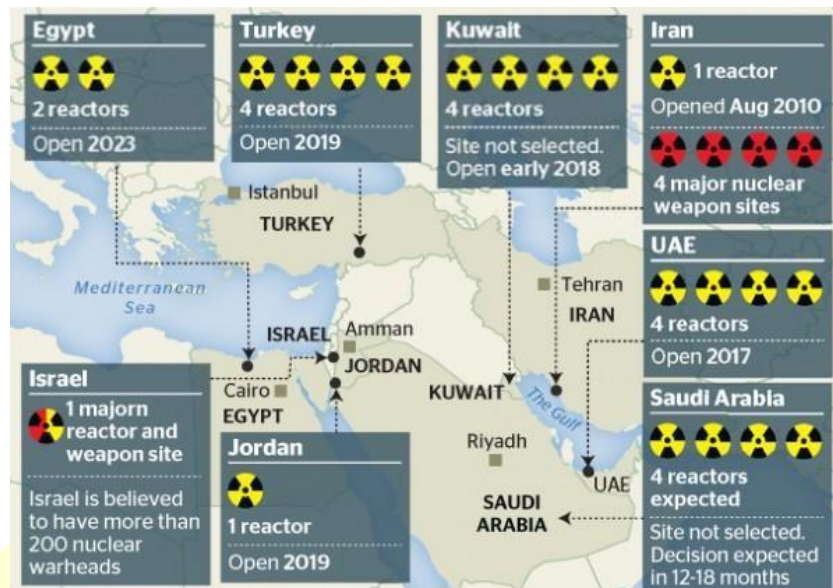 Egypt
2 reactors
Open 2023
Turkey
4 reactors
Open 2019
Kuwait
4 reactors
Site not selected.
Open early 2018
Iran
1 reactor
Opened Aug 2010
4 major nuclear
weapon sites
UAE
4 reactors
Open 2017
Saudi Arabia
4 reactors
expected
Site not selected.
Decision expected
in 12-18 months
Israel
1 majorn
reactor and
weapon site
Israel is believed
to have more than
200 nuclear
warheads
Jordan
1 reactor
Open 2019
Istanbul
TURKEY
Mediterranean
Sea
Tehran
IRAN
ISRAEL
Amman
JORDAN
Cairo
EGYPT
KUWAIT
The Gulf
Riyadh
UAE
SAUDI
ARABIA